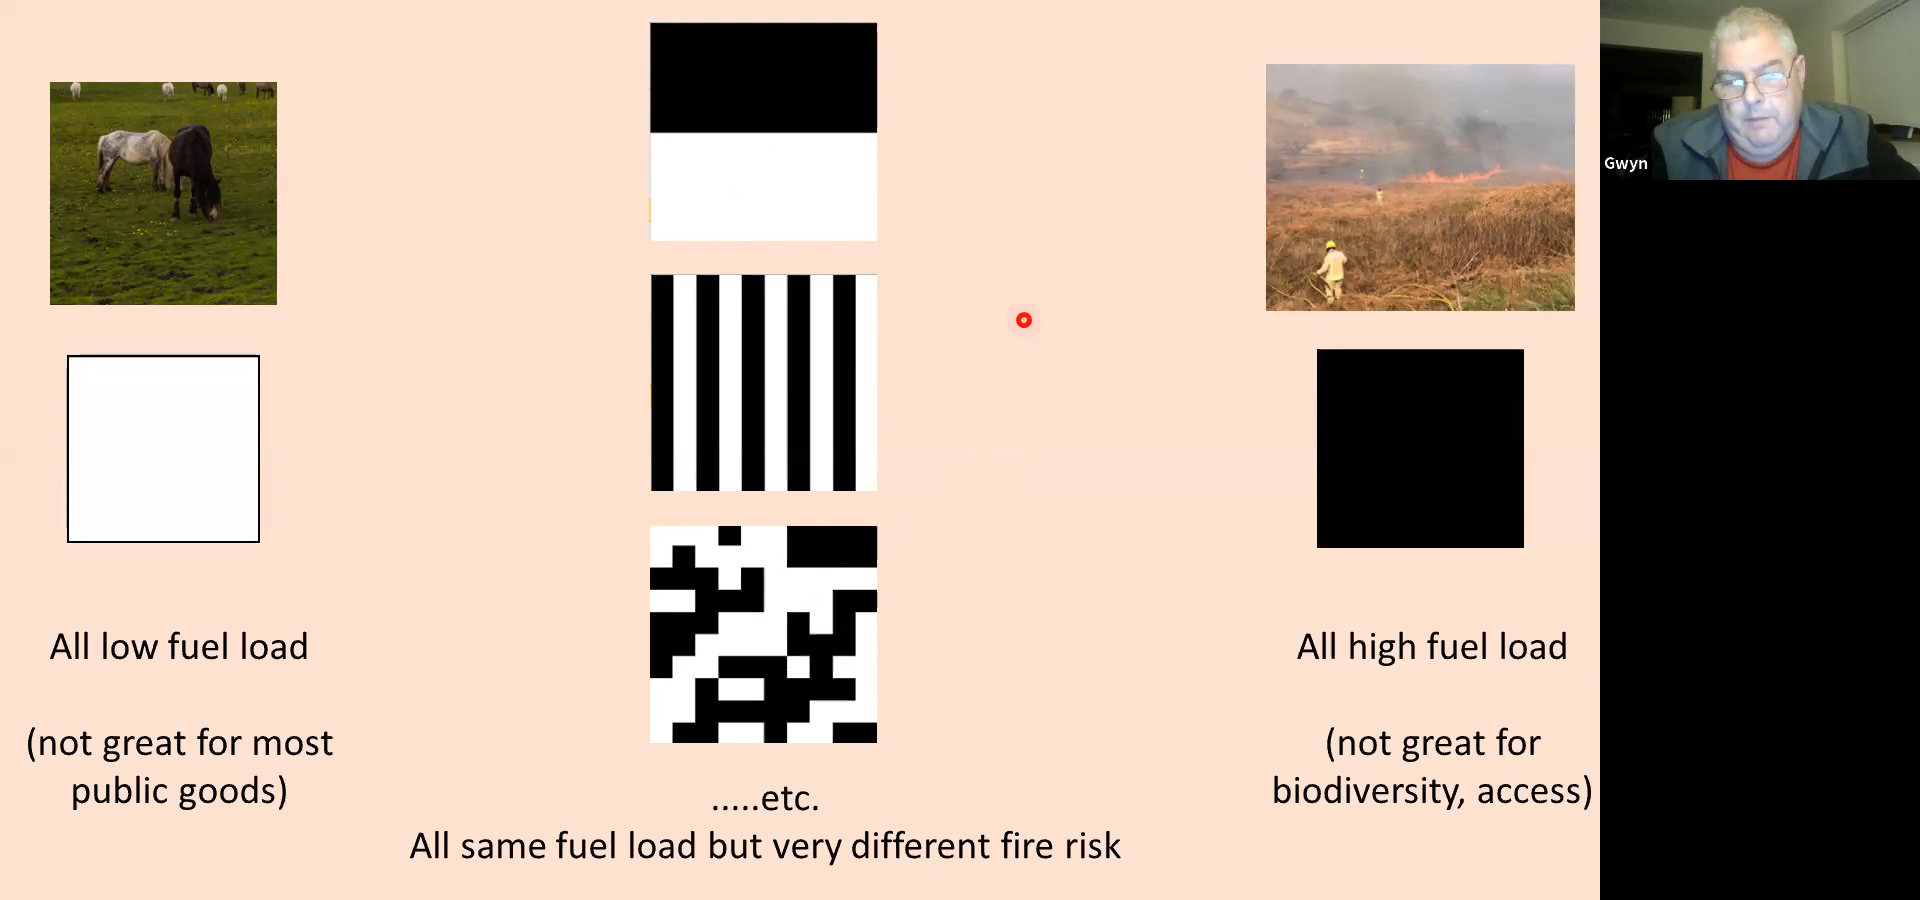 All low fuel load
(not great for most
public goods)
.....etc.
All same fuel load but very different fire risk
All high fuel load
(not great for
biodiversity, access)
Gwyn